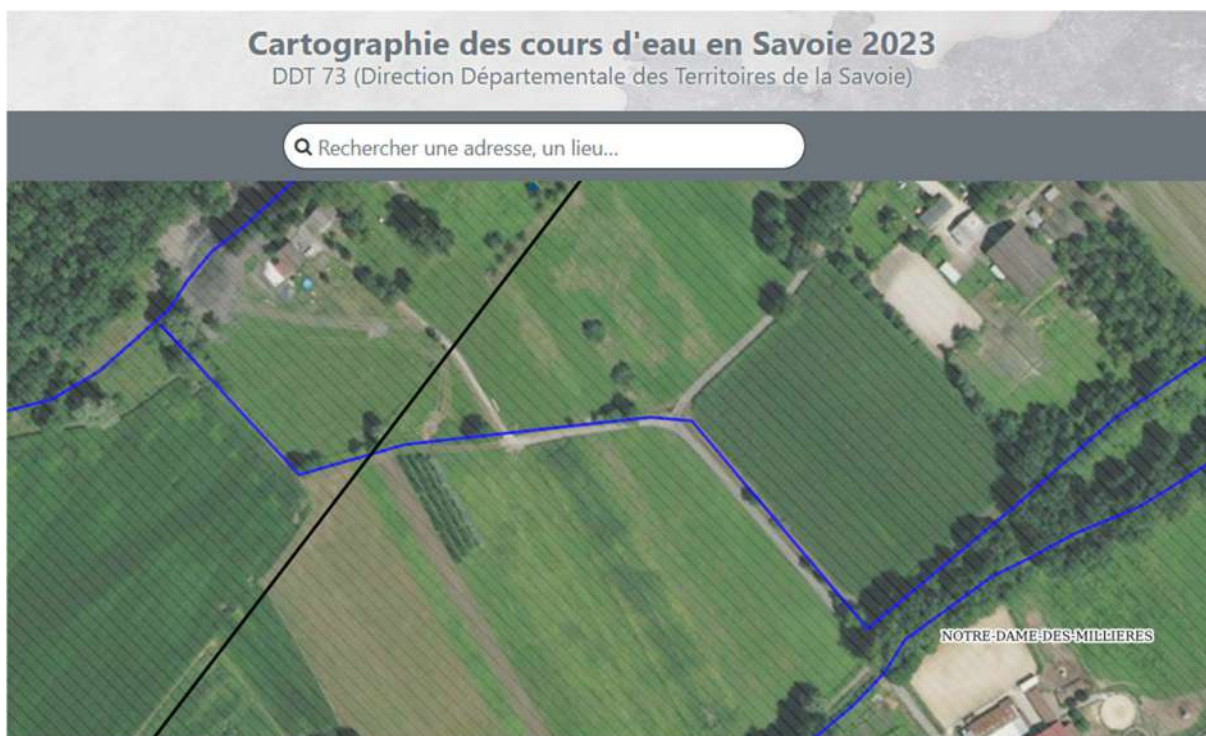 Cartographie des cours d'eau en Savoie 2023
DDT 73 (Direction Départementale des Territoires de la Savoie)
Rechercher une adresse, un lieu...
NOTRE-DAME-DES-MILLIERES